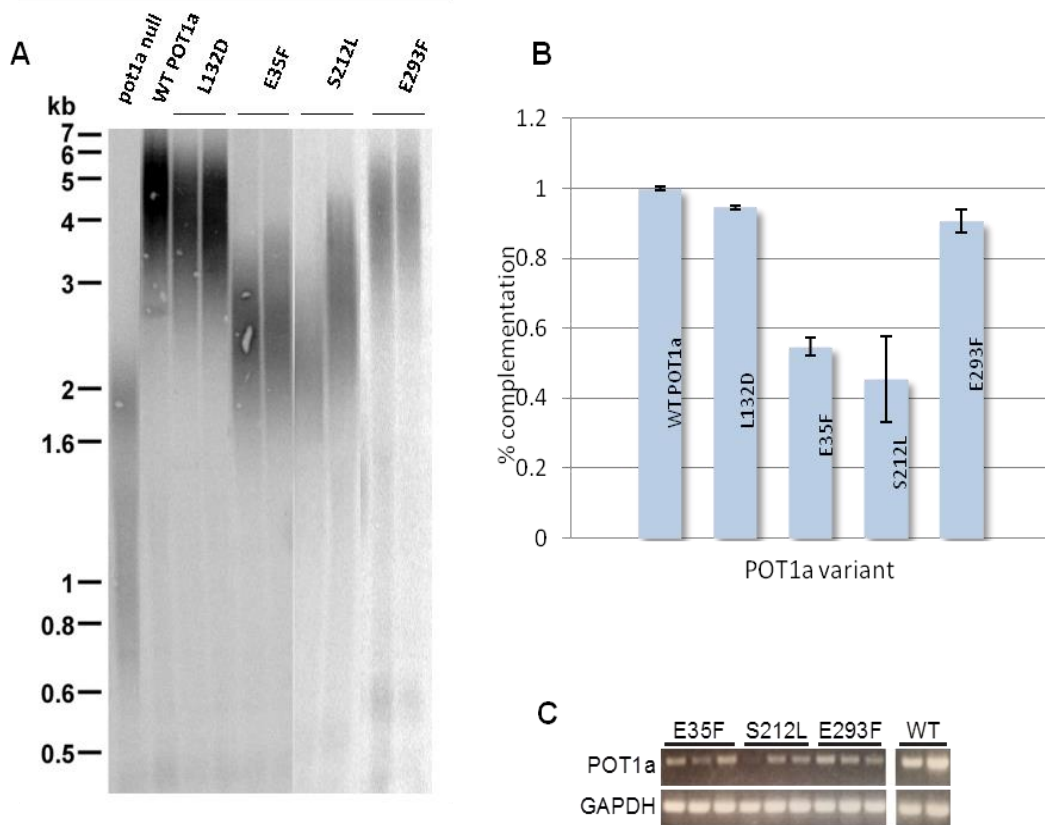 A
pot1a null
WT POT1a
L132D
E35F
S212L
E293F
kb
7
6
5
4
3
2
1.6
1
0.8
0.6
0.5
B
1.2
1
0.8
0.6
0.4
0.2
0
% complementation
WT POT1a
L132D
E35F
S212L
E293F
POT1a variant
C
E35F S212L E293F WT
POT1a
GAPDH